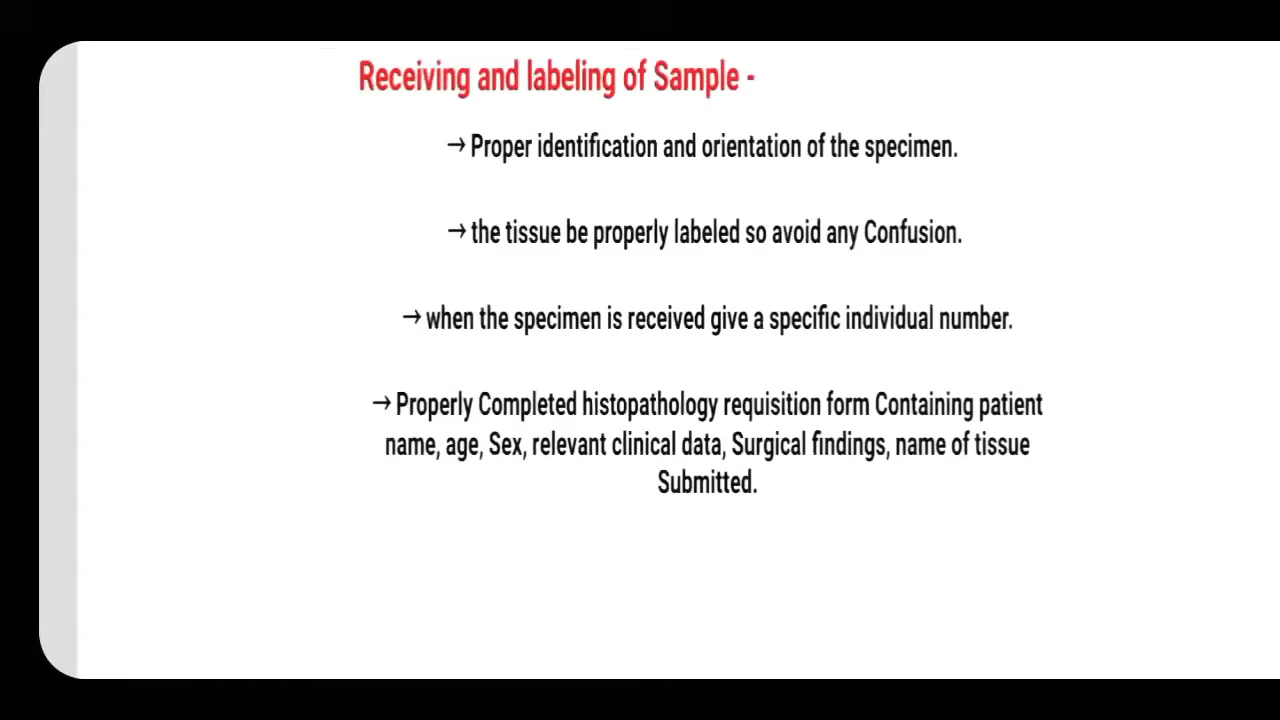 Receiving and labeling of Sample -
→ Proper identification and orientation of the specimen.
→ the tissue be properly labeled so avoid any Confusion.
→ when the specimen is received give a specific individual number.
→ Properly Completed histopathology requisition form Containing patient
name, age, Sex, relevant clinical data, Surgical findings, name of tissue
Submitted.